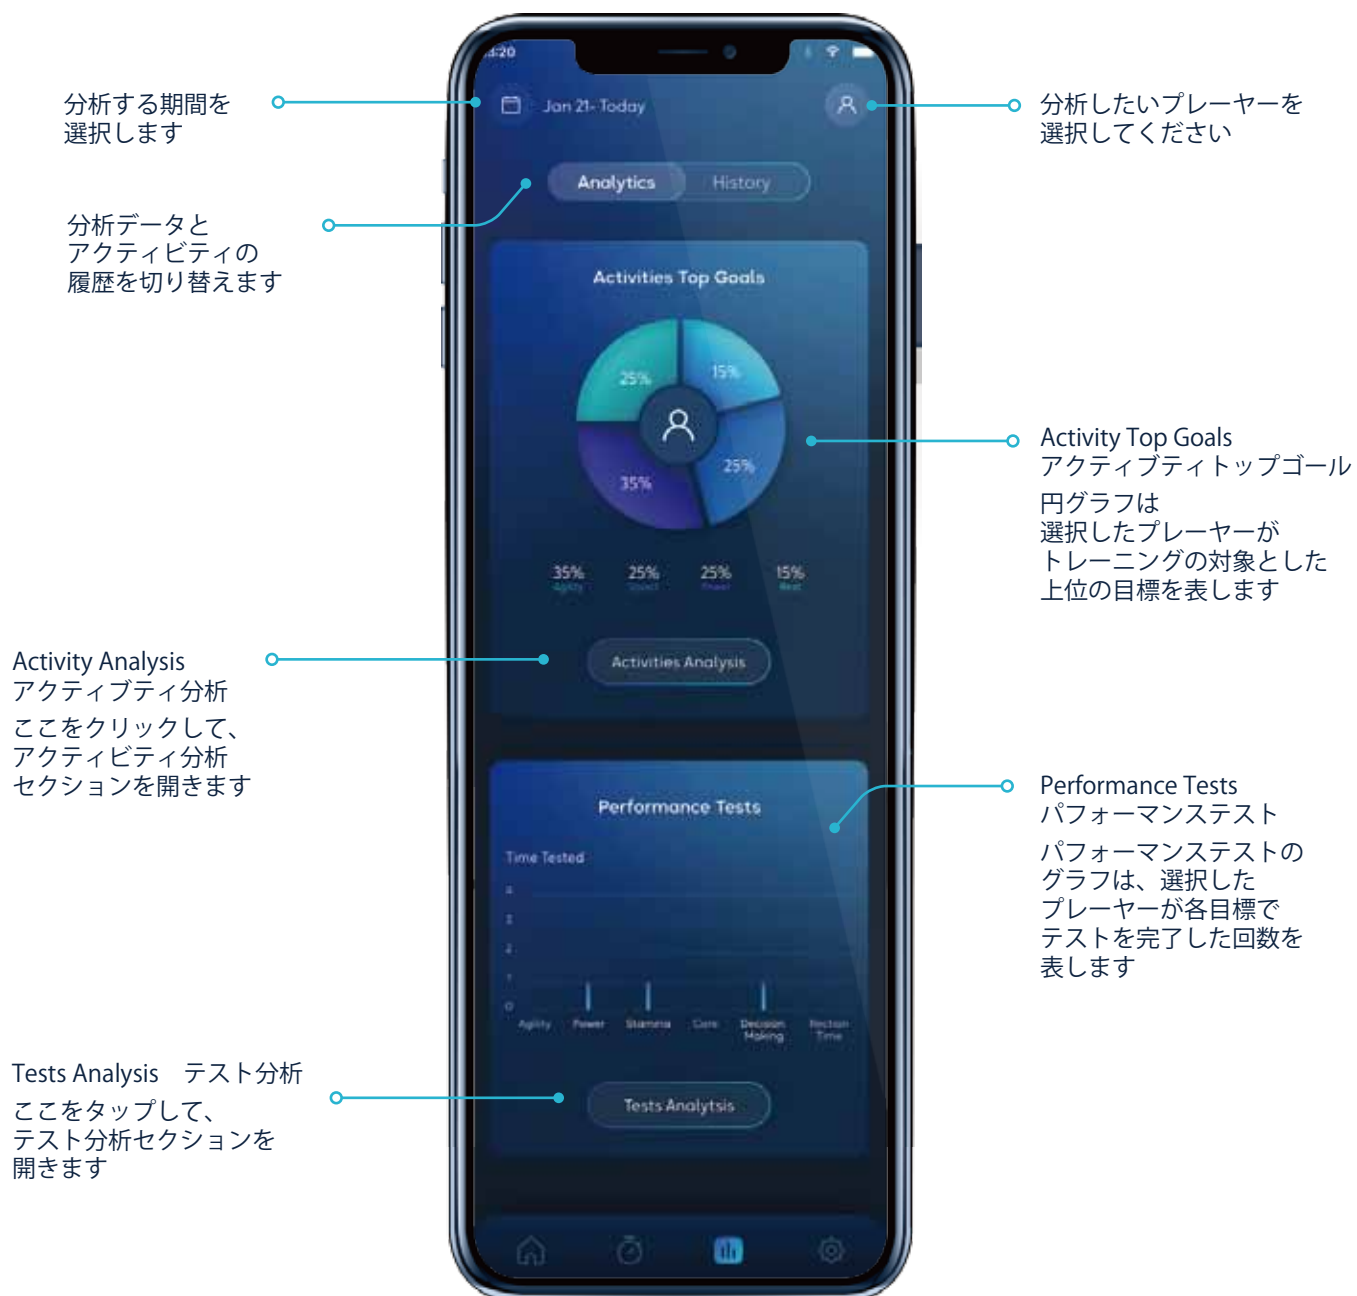 3:20
分析する期間を
選択します
Jan 21- Today
分析したいプレーヤーを
選択してください
Analytics
History
分析データと
アクティビティの
履歴を切り替えます
Activities Top Goals
25%
15%
35%
25%
Activity Top Goals
アクティブティトップゴール
円グラフは
選択したプレーヤーが
トレーニングの対象とした
上位の目標を表します
35%
25%
25%
15%
Agility
Power
Activity Analysis
アクティブティ分析
ここをクリックして、
アクティビティ分析
セクションを開きます
Activities Analysis
Performance Tests
パフォーマンステスト
パフォーマンステストの
グラフは、選択した
プレーヤーが各目標で
テストを完了した回数を
表します
Performance Tests
Time Tested
3
2
1
0
Agility
Power
Stamina
Core
Decision
Making
Time
Tests Analysis　テスト分析
ここをタップして、
テスト分析セクションを
開きます
Tests Analytsis